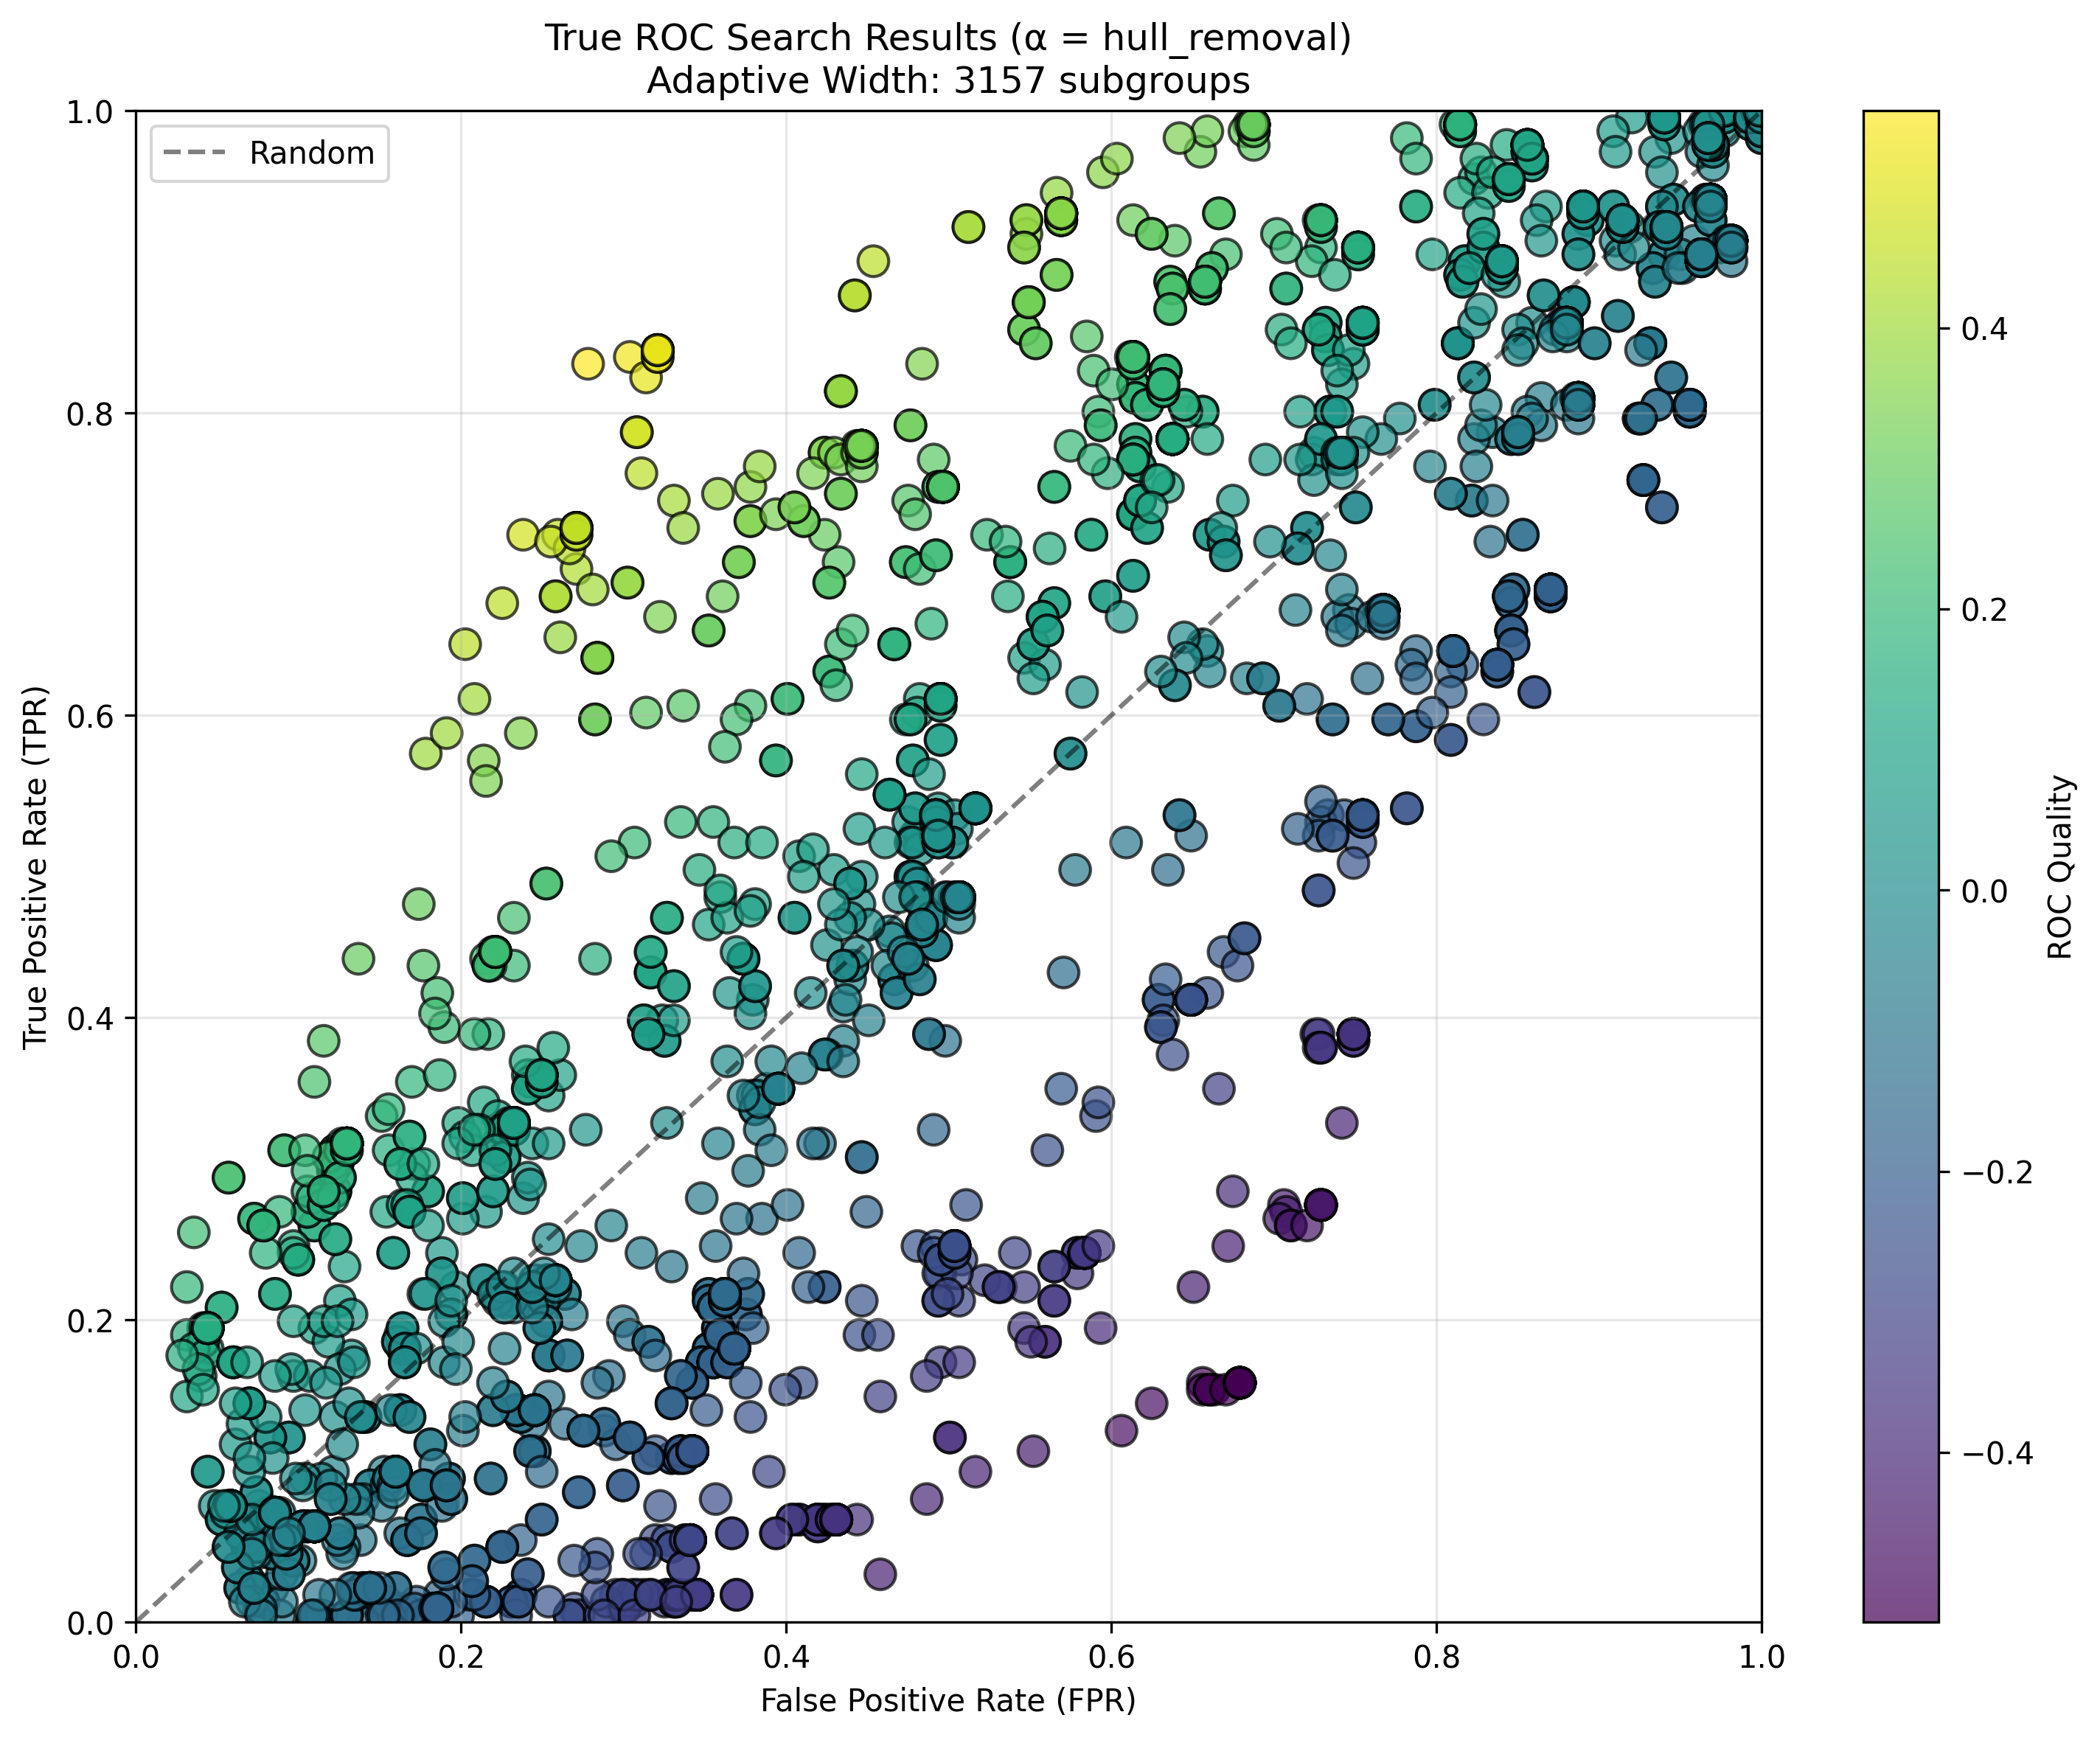 True ROC Search Results (α = hull_removal)
Adaptive Width: 3157 subgroups
Random
True Positive Rate (TPR)
1.0
0.8
0.6
0.4
0.2
0.0
0.0
0.2
0.4
0.6
0.8
1.0
False Positive Rate (FPR)
0.4
0.2
0.0
−0.2
−0.4
ROC Quality